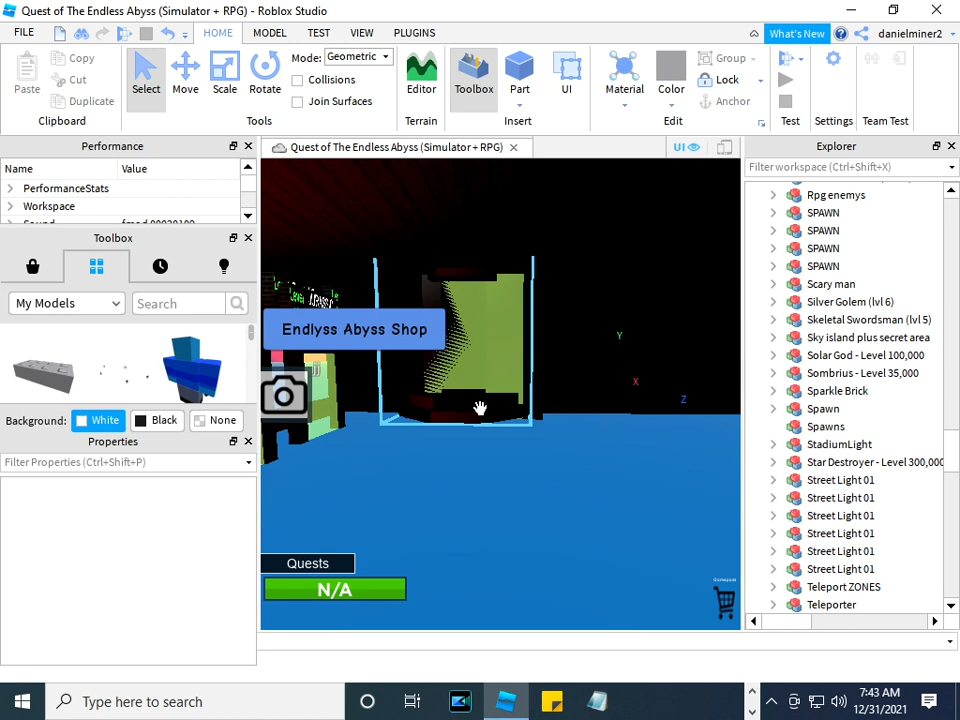 Quest of The Endless Abyss (Simulator + RPG) - Roblox Studio
FILE
HOME
MODEL
TEST
VIEW
PLUGINS
What's New
danielminer2
Paste
Copy
Cut
Duplicate
Clipboard
Select
Move
Scale
Rotate
Tools
Mode: Geometric
Collisions
Join Surfaces
Editor
Terrain
Toolbox
Part
UI
Insert
Material
Color
Group
Lock
Anchor
Edit
Test
Settings
Team Test
Performance
Name Value
PerformanceStats
Workspace
Toolbox
My Models
Search
Background: White Black None
Properties
Filter Properties (Ctrl+Shift+P)
Quest of The Endless Abyss (Simulator + RPG)
UI
Endlyss Abyss Shop
Y
X
Z
Quests
N/A
Gamepass
Explorer
Filter workspace (Ctrl+Shift+X)
Rpg enemys
SPAWN
SPAWN
SPAWN
SPAWN
Scary man
Silver Golem (lvl 6)
Skeletal Swordsman (lvl 5)
Sky island plus secret area
Solar God - Level 100,000
Sombrius - Level 35,000
Sparkle Brick
Spawn
Spawns
StadiumLight
Star Destroyer - Level 300,000
Street Light 01
Street Light 01
Street Light 01
Street Light 01
Street Light 01
Street Light 01
Teleport ZONES
Teleporter
Type here to search
7:43 AM
12/31/2021